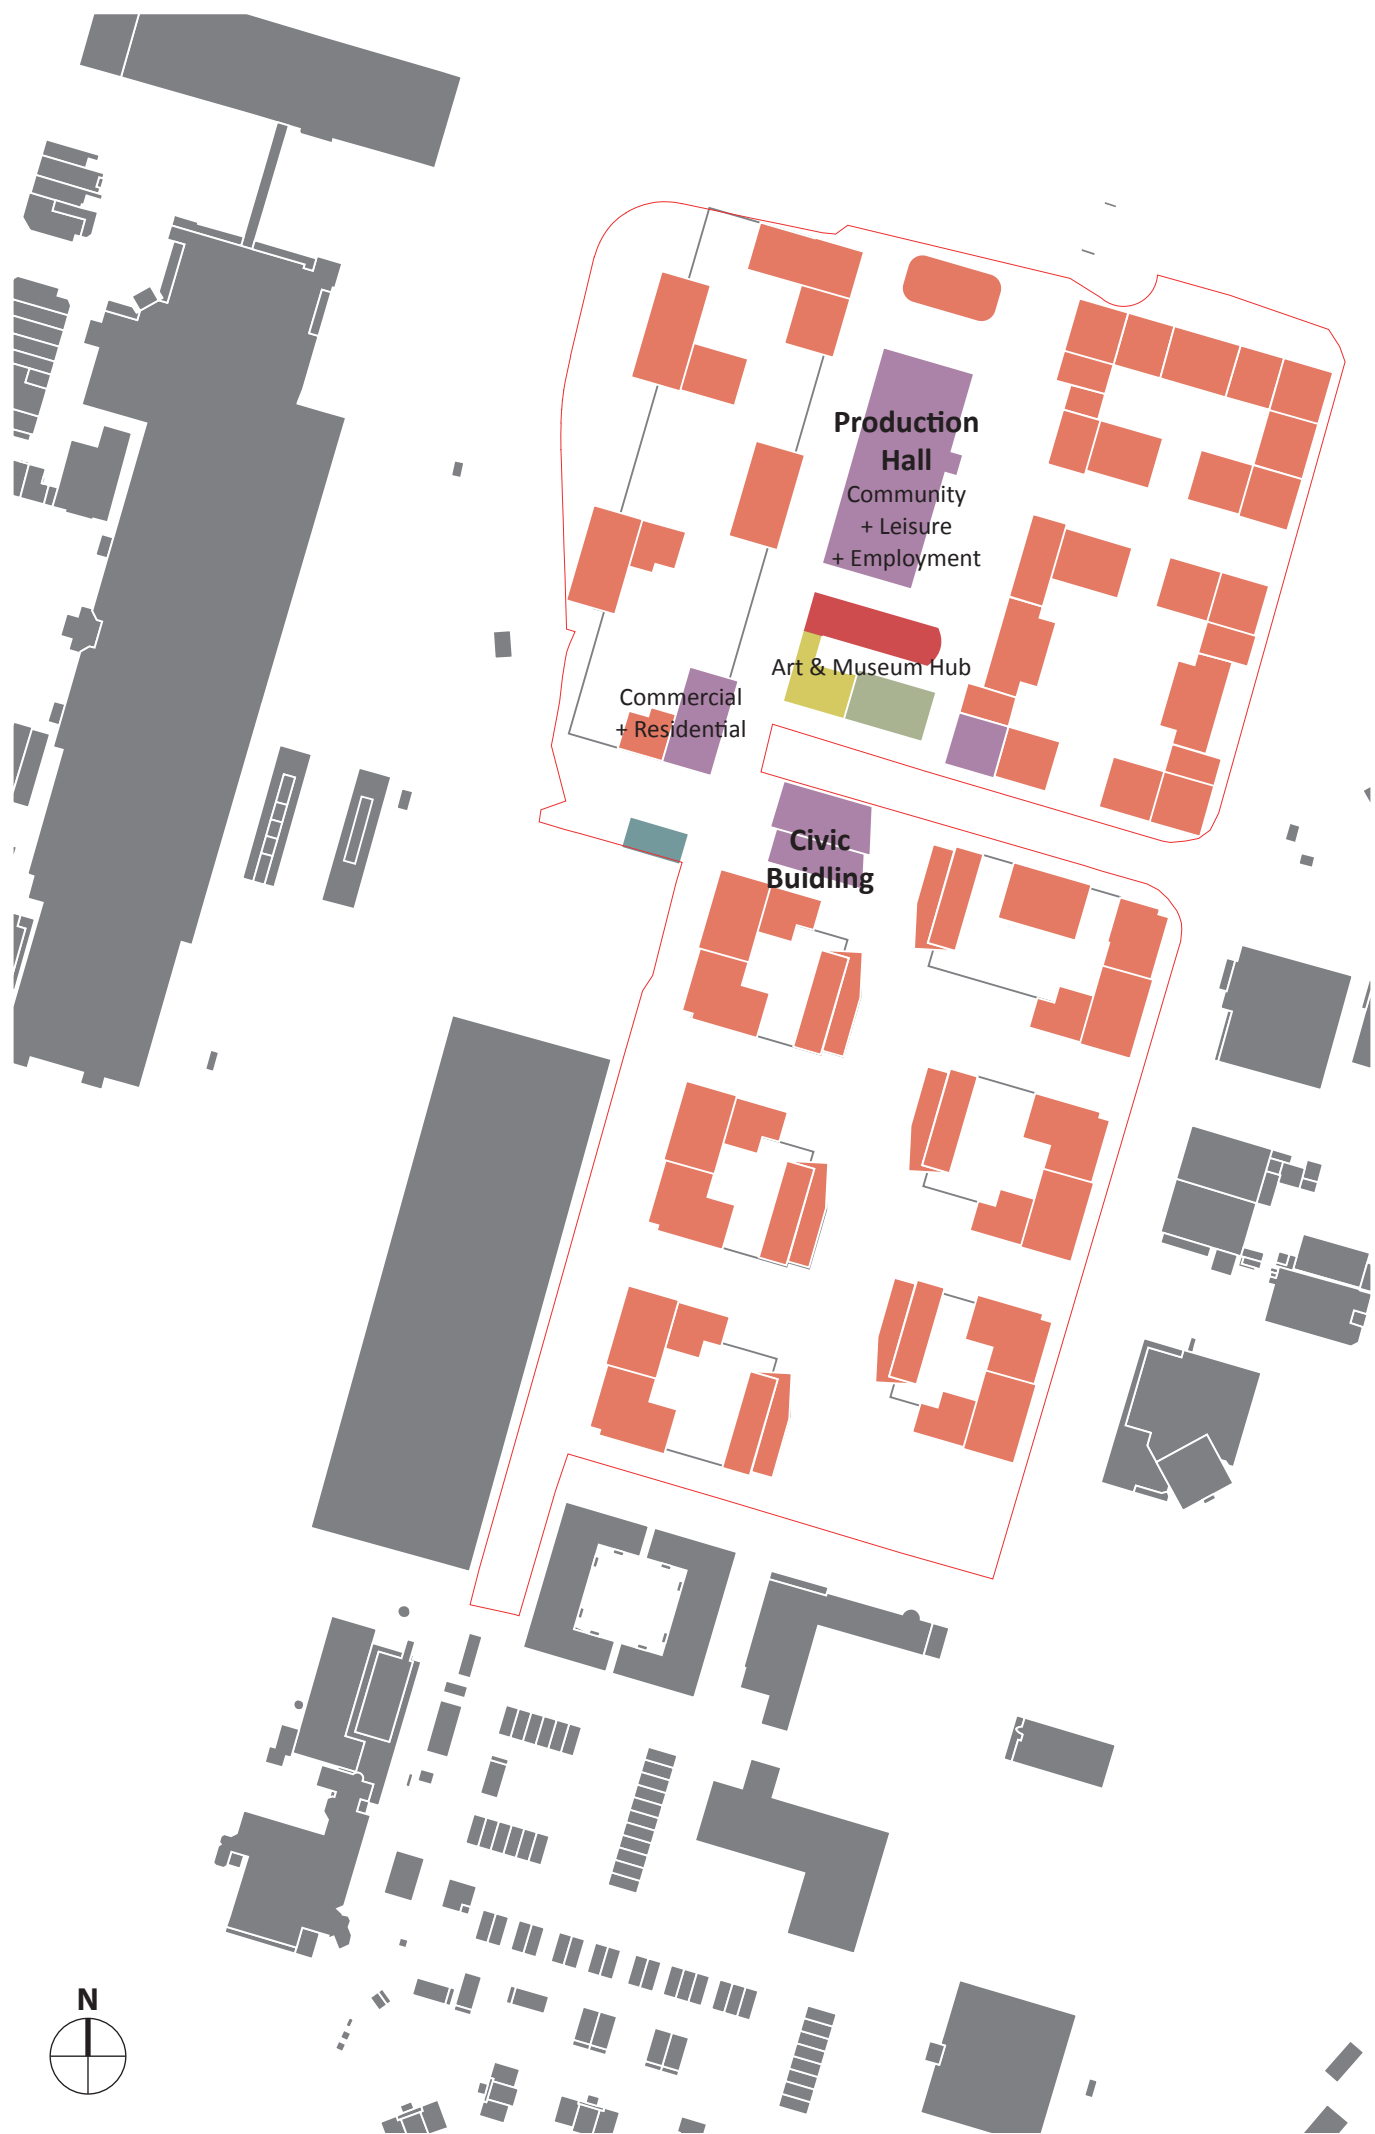 Production
Hall
Community
+ Leisure
+ Employment
Art & Museum Hub
Commercial
+ Residential
Civic
Buidling
N